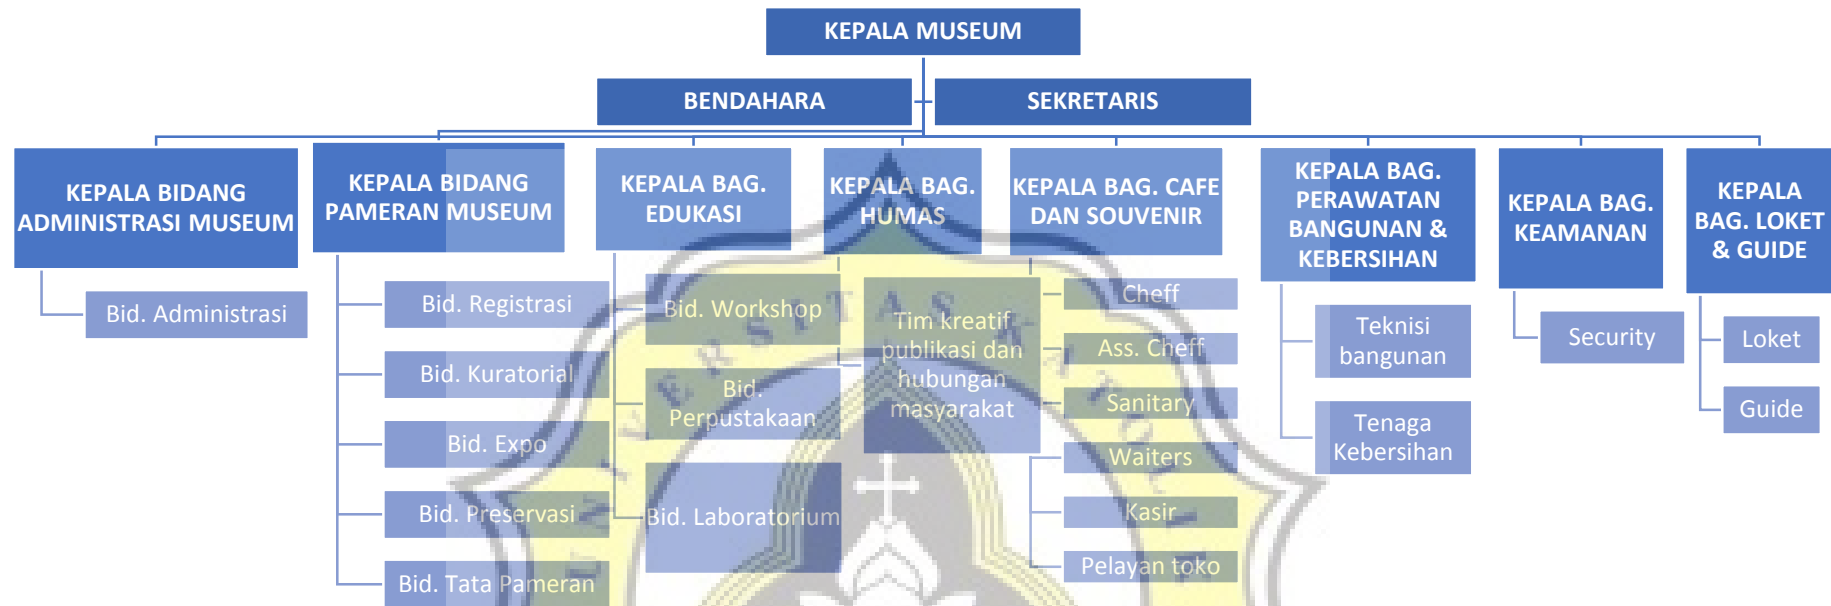 KEPALA MUSEUM
BENDAHARA
SEKRETARIS
KEPALA BIDANG
ADMINISTRASI MUSEUM
Bid. Administrasi
KEPALA BIDANG
PAMERAN MUSEUM
Bid. Registrasi
Bid. Kuratorial
Bid. Expo
Bid. Preservasi
Bid. Tata Pameran
KEPALA BAG.
EDUKASI
Bid. Workshop
Bid.
Perpustakaan
Bid. Laboratorium
KEPALA BAG.
HUMAS
Tim kreatif
publikasi dan
hubungan
masyarakat
KEPALA BAG. CAFE
DAN SOUVENIR
Cheff
Ass. Cheff
Sanitary
Waiters
Kasir
Pelayan toko
KEPALA BAG.
PERAWATAN
BANGUNAN &
KEBERSIHAN
Teknisi
bangunan
Tenaga
Kebersihan
KEPALA BAG.
KEAMANAN
Security
KEPALA
BAG. LOKET
& GUIDE
Loket
Guide
UNIVERSITAS KATOLIK